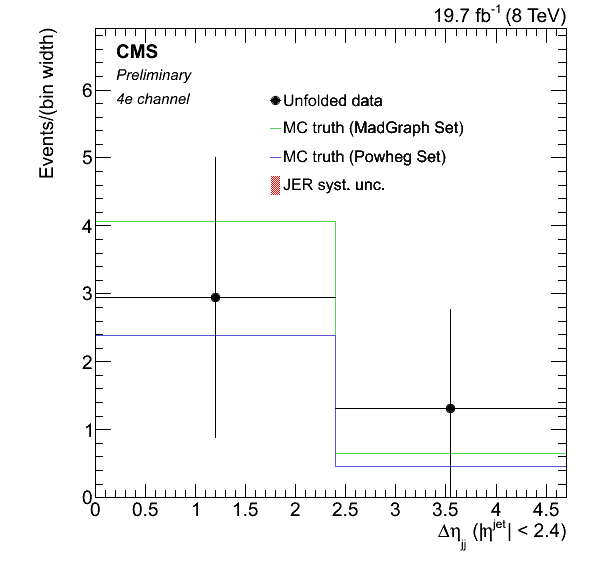 19.7 fb⁻¹ (8 TeV)
CMS
Preliminary
4e channel
Unfolded data
MC truth (MadGraph Set)
MC truth (Powheg Set)
JER syst. unc.
Events/(bin width)
6
5
4
3
2
1
0
0 0.5 1 1.5 2 2.5 3 3.5 4 4.5
Δη_jj (|η^jet| < 2.4)